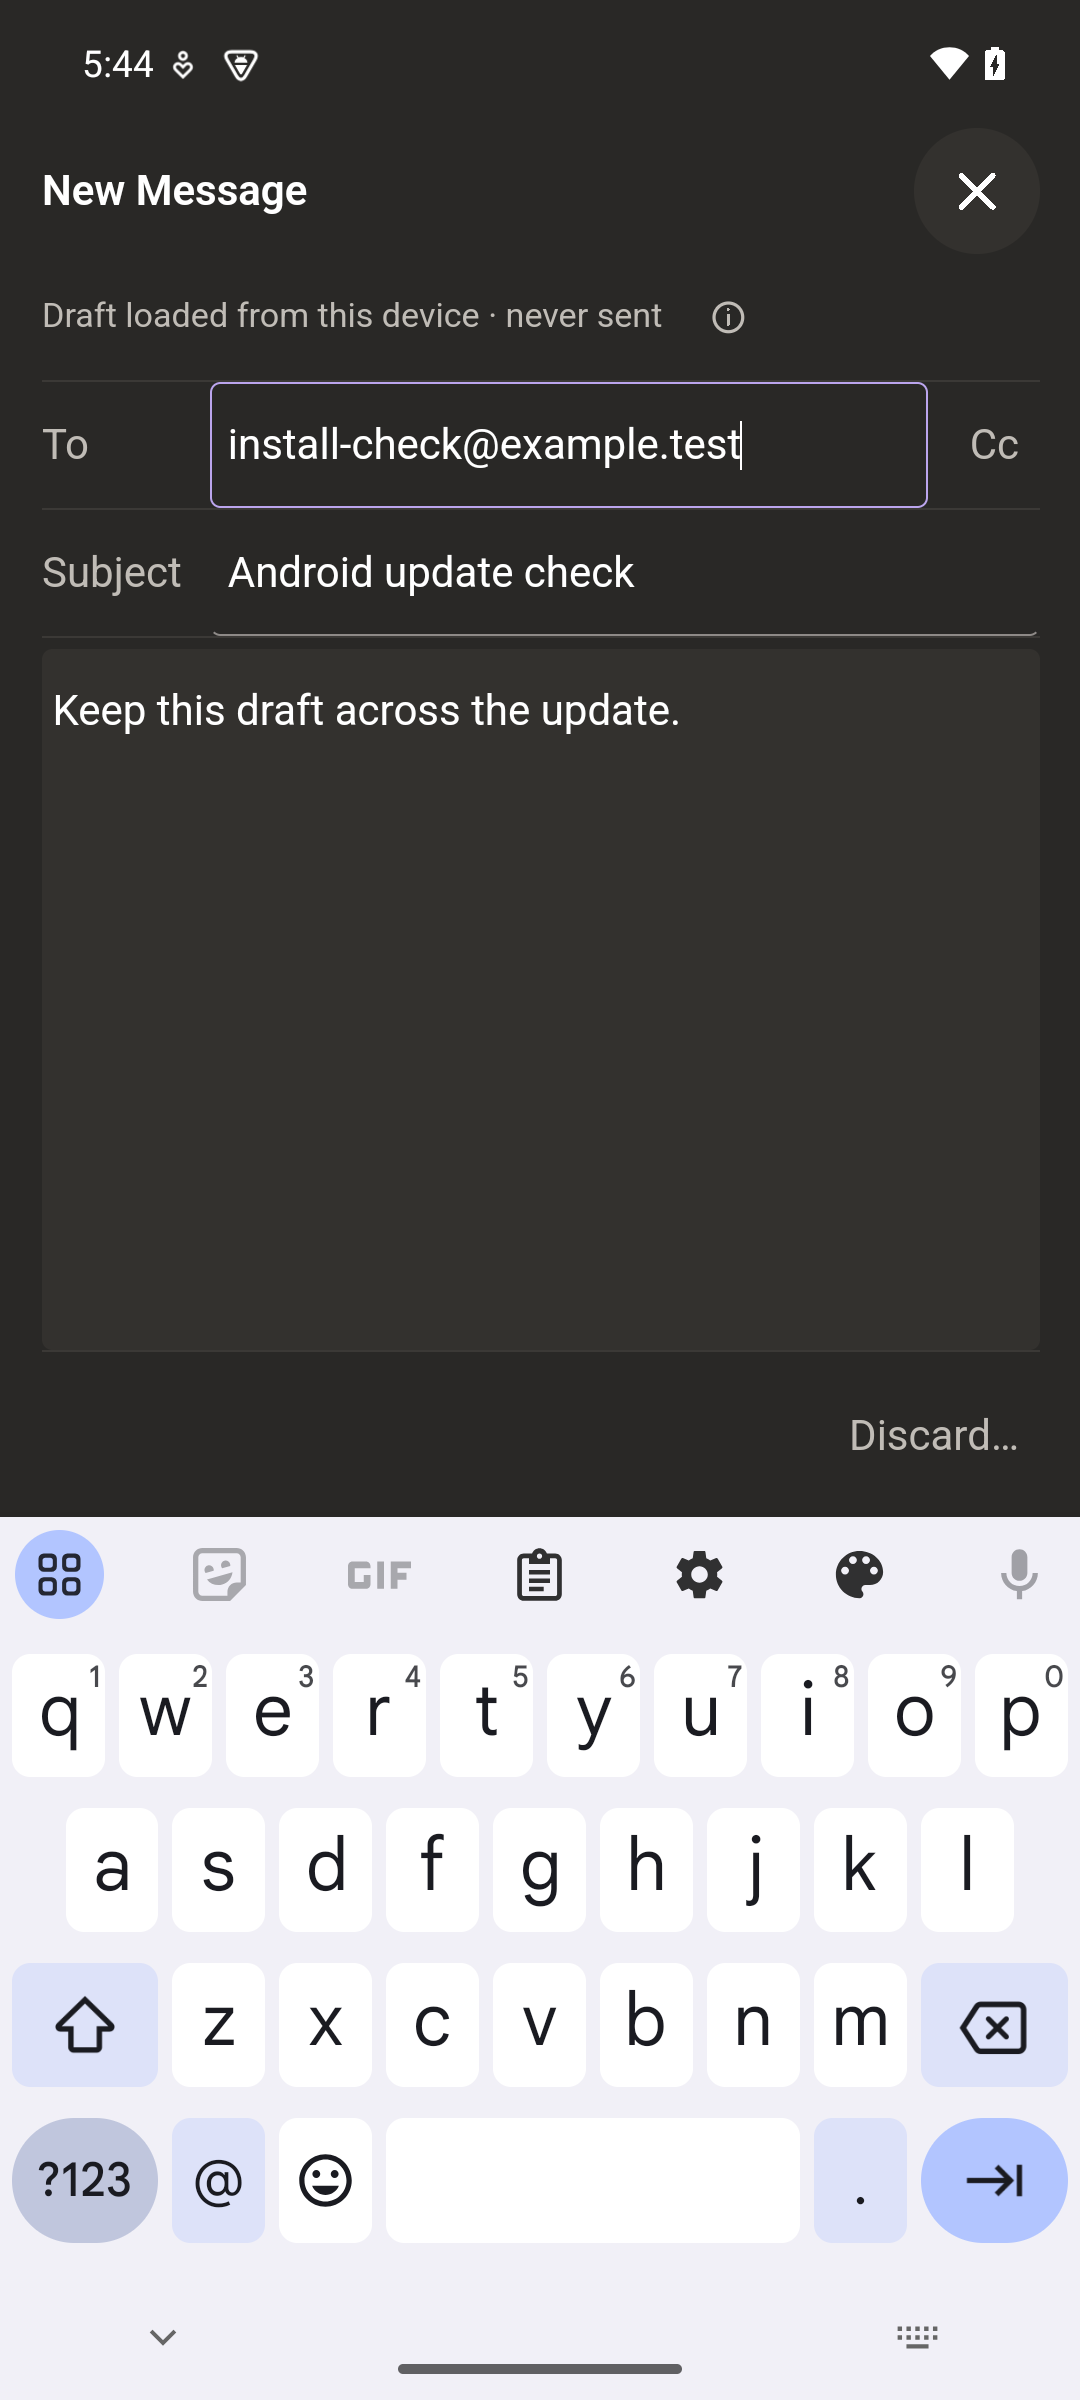 5:44
New Message
Draft loaded from this device · never sent
To install-check@example.test Cc
Subject Android update check
Keep this draft across the update.
Discard…
GIF
q1 w2 e3 r4 t5 y6 u7 i8 o9 p0
a s d f g h j k l
z x c v b n m
?123 @ .